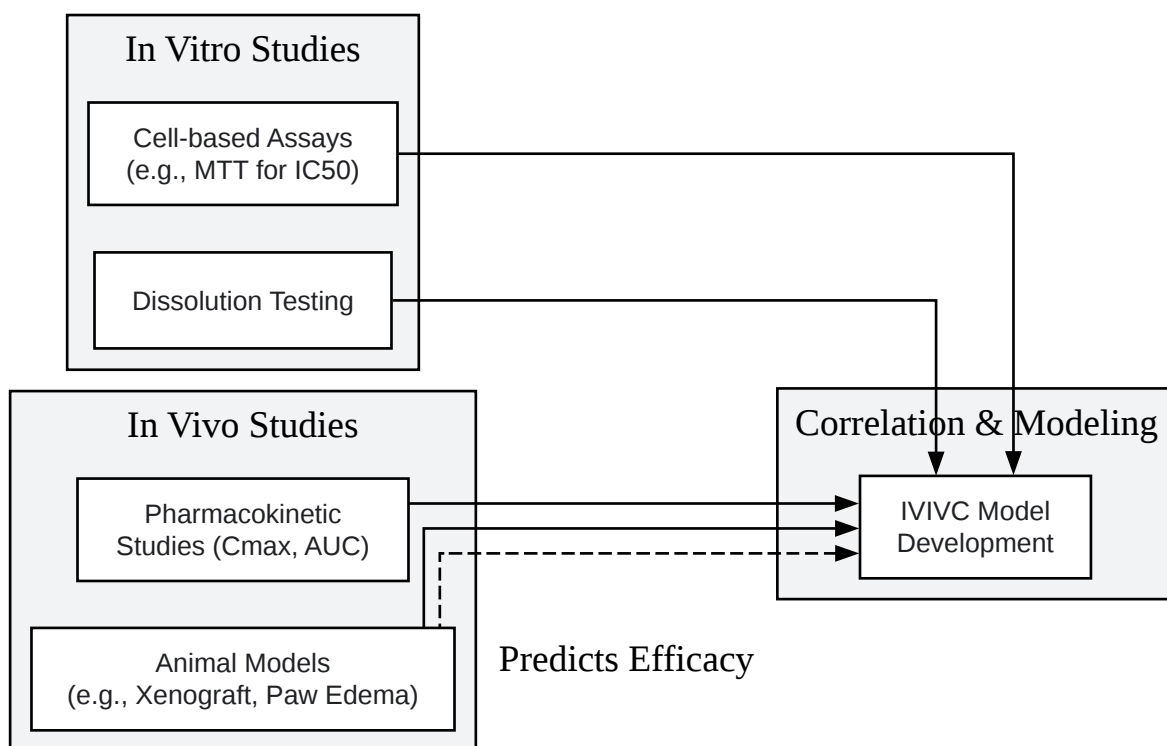 In Vitro Studies
Cell-based Assays
(e.g., MTT for IC50)
Dissolution Testing
In Vivo Studies
Pharmacokinetic
Studies (Cmax, AUC)
Animal Models
(e.g., Xenograft, Paw Edema)
Predicts Efficacy
Correlation & Modeling
IVIVC Model
Development